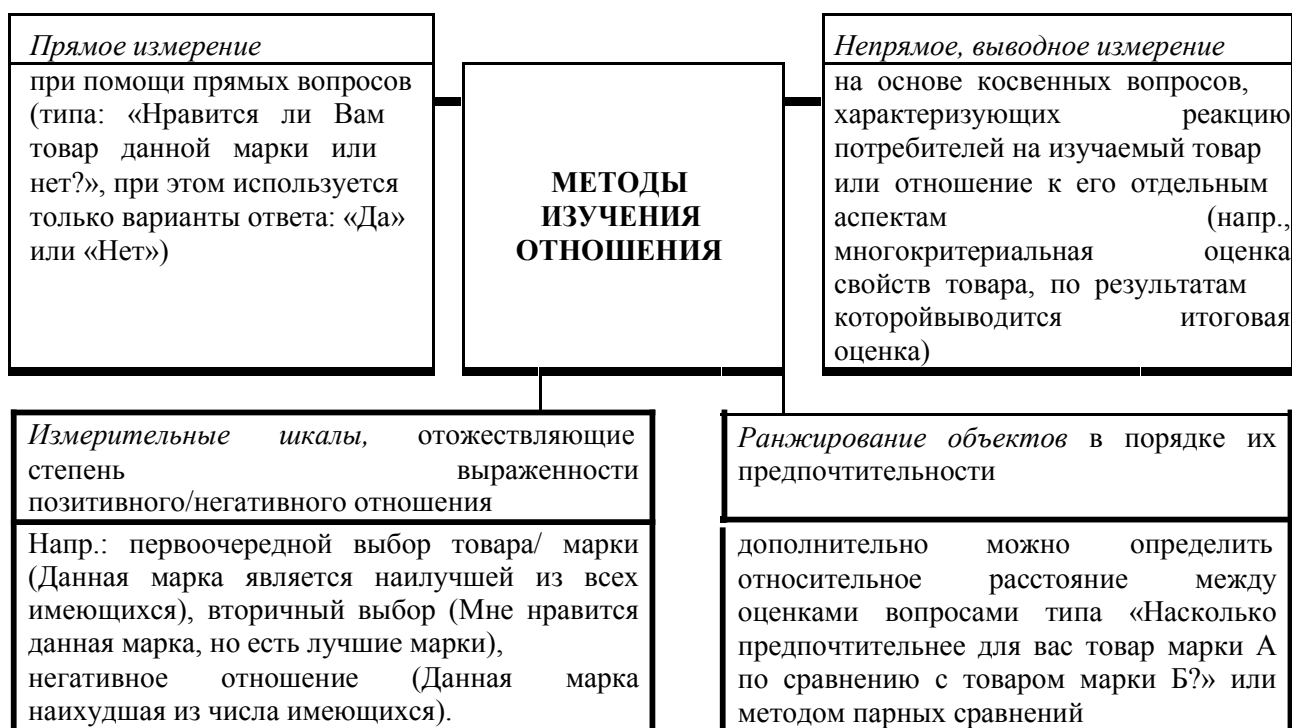 Прямое измерение
при помощи прямых вопросов
(типа: «Нравится ли Вам
товар данной марки или
нет?», при этом используется
только варианты ответа: «Да»
или «Нет»)
МЕТОДЫ
ИЗУЧЕНИЯ
ОТНОШЕНИЯ
Непрямое, выводное измерение
на основе косвенных вопросов,
характеризующих реакцию
потребителей на изучаемый товар
или отношение к его отдельным
аспектам (напр.,
многокритериальная оценка
свойств товара, по результатам
которойвыводится итоговая
оценка)
Измерительные шкалы, отожествляющие
степень выраженности
позитивного/негативного отношения
Напр.: первоочередной выбор товара/ марки
(Данная марка является наилучшей из всех
имеющихся), вторичный выбор (Мне нравится
данная марка, но есть лучшие марки),
негативное отношение (Данная марка
наихудшая из числа имеющихся).
Ранжирование объектов в порядке их
предпочтительности
дополнительно можно определить
относительное расстояние между
оценками вопросами типа «Насколько
предпочтительнее для вас товар марки А
по сравнению с товаром марки Б?» или
методом парных сравнений